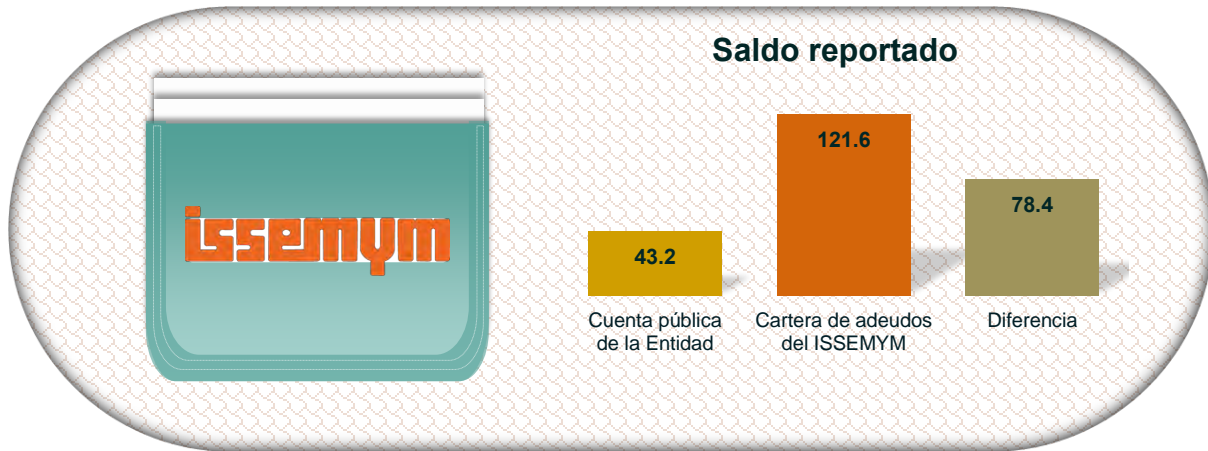 Saldo reportado
issemym
121.6
78.4
43.2
Cuenta pública
de la Entidad
Cartera de adeudos
del ISSEMYM
Diferencia